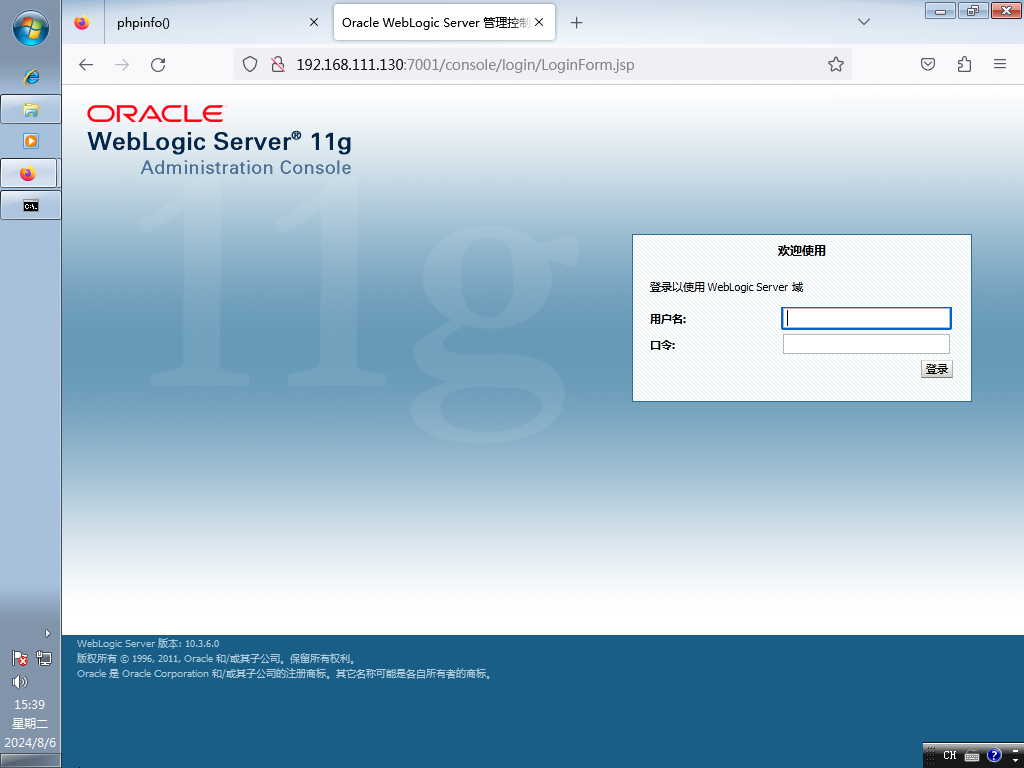 phpinfo()
Oracle WebLogic Server 管理控制
192.168.111.130:7001/console/login/LoginForm.jsp
ORACLE
WebLogic Server® 11g
Administration Console
11g
欢迎使用
登录以使用 WebLogic Server 域
用户名:
口令:
登录
WebLogic Server 版本: 10.3.6.0
版权所有 © 1996, 2011, Oracle 和/或其子公司。保留所有权利。
Oracle 是 Oracle Corporation 和/或其子公司的注册商标。其它名称可能是各自所有者的商标。
15:39
星期二
2024/8/6
CH